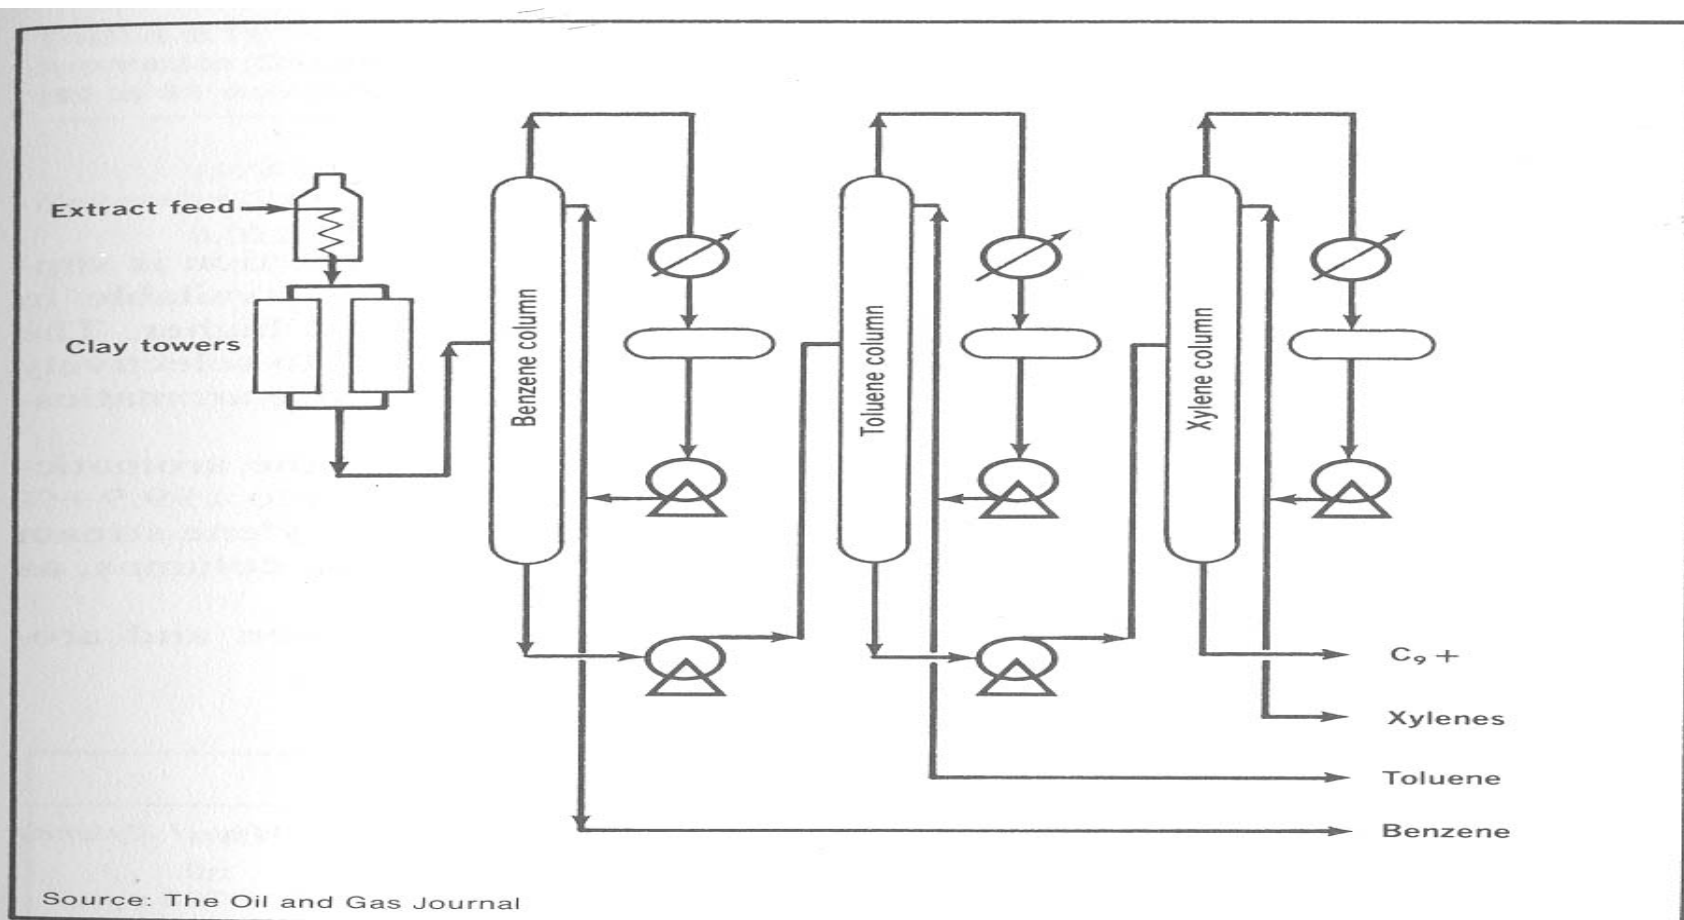 Extract feed
Clay towers
Benzene column
Toluene column
Xylene column
C₉ +
Xylenes
Toluene
Benzene
Source: The Oil and Gas Journal